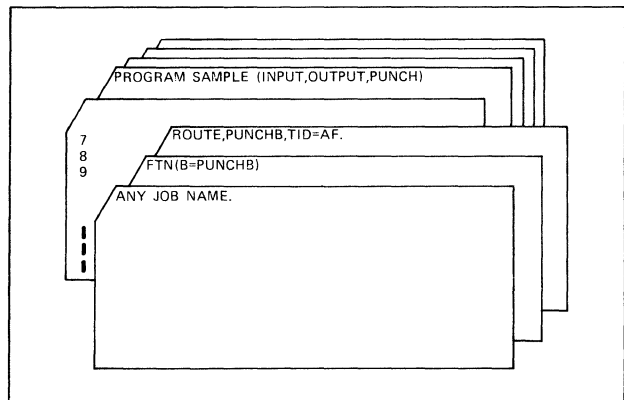 PROGRAM SAMPLE (INPUT,OUTPUT,PUNCH)
7
8
9
ROUTE,PUNCHB,TID=AF.
FTN(B=PUNCHB)
ANY JOB NAME.